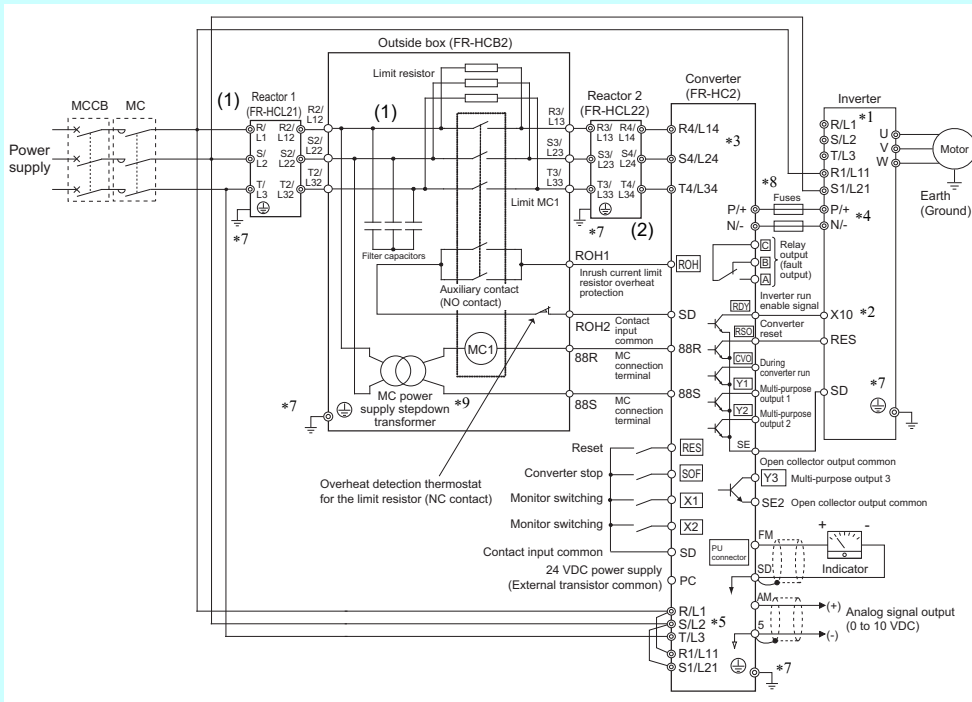 Outside box (FR-HCB2)
Limit resistor
MCCB
MC
Power
supply
(1)
Reactor 1
(FR-HCL21)
R/
L1
R2/
L12
S/
L2
S2/
L22
T/
L3
T2/
L32
R2/
L12
S2/
L22
T2/
L32
*7
(1)
Filter capacitors
Limit MC1
R3/
L13
S3/
L23
T3/
L33
Reactor 2
(FR-HCL22)
R3/
L13
R4/
L14
S3/
L23
S4/
L24
T3/
L33
T4/
L34
*7
(2)
Auxiliary contact
(NO contact)
MC1
MC power
supply stepdown
transformer
*9
*7
Overheat detection thermostat
for the limit resistor (NC contact)
ROH1
Inrush current limit
resistor overheat
protection
ROH2
Contact
input
common
88R
MC
connection
terminal
88S
MC
connection
terminal
Converter
(FR-HC2)
R4/L14
*3
S4/L24
T4/L34
ROH
SD
88R
88S
Reset
RES
Converter stop
SOF
Monitor switching
X1
Monitor switching
X2
Contact input common
SD
24 VDC power supply
(External transistor common)
PC
R/L1
S/L2
*5
T/L3
R1/L11
S1/L21
*8
Fuses
P/+
N/-
C
B
A
Relay
output
(fault
output)
RDY
Inverter run
enable signal
RSO
Converter
reset
CVO
During
converter run
Y1
Multi-purpose
output 1
Y2
Multi-purpose
output 2
SE
Open collector output common
Y3
Multi-purpose output 3
SE2
Open collector output common
PU
connector
FM
SD
+
-
Indicator
AM
5
(+)
(-)
Analog signal output
(0 to 10 VDC)
*7
Inverter
R/L1
*1
S/L2
T/L3
R1/L11
S1/L21
P/+
*4
N/-
X10
*2
RES
SD
*7
U
V
W
Motor
Earth
(Ground)